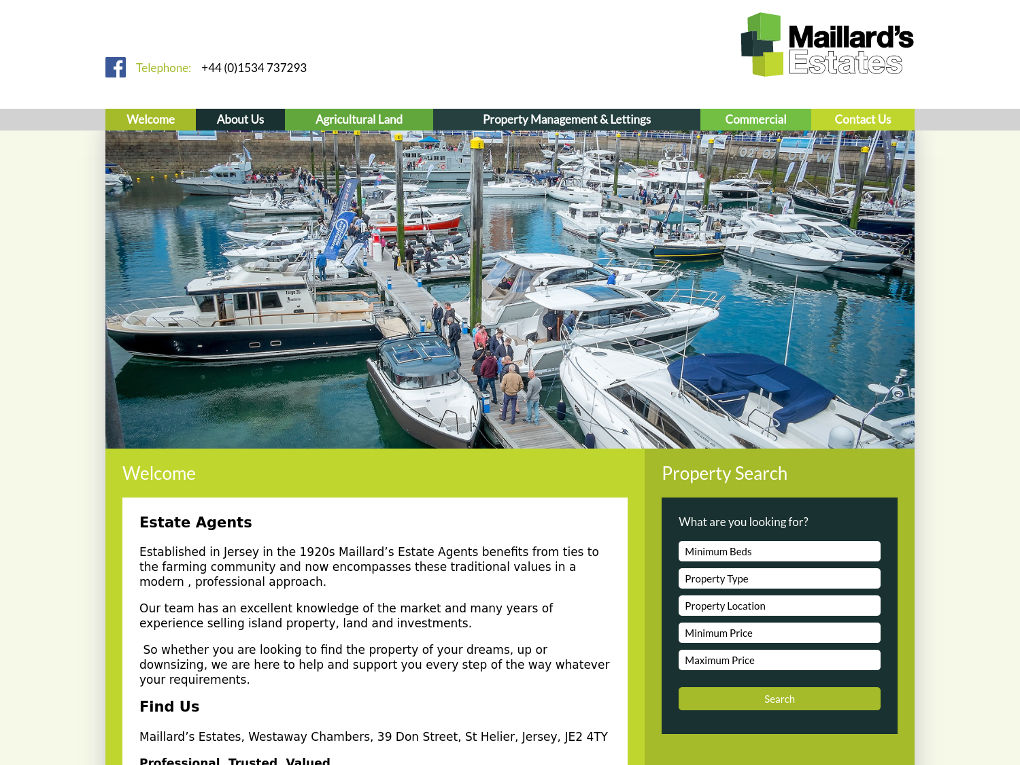 Maillard's
Estates
Telephone: +44 (0)1534 737293
Welcome About Us Agricultural Land Property Management & Lettings Commercial Contact Us
Welcome
Property Search
Estate Agents
What are you looking for?
Established in Jersey in the 1920s Maillard’s Estate Agents benefits from ties to
the farming community and now encompasses these traditional values in a
modern , professional approach.
Our team has an excellent knowledge of the market and many years of
experience selling island property, land and investments.
So whether you are looking to find the property of your dreams, up or
downsizing, we are here to help and support you every step of the way whatever
your requirements.
Find Us
Maillard’s Estates, Westaway Chambers, 39 Don Street, St Helier, Jersey, JE2 4TY
Professional, Trusted, Valued
Minimum Beds
Property Type
Property Location
Minimum Price
Maximum Price
Search